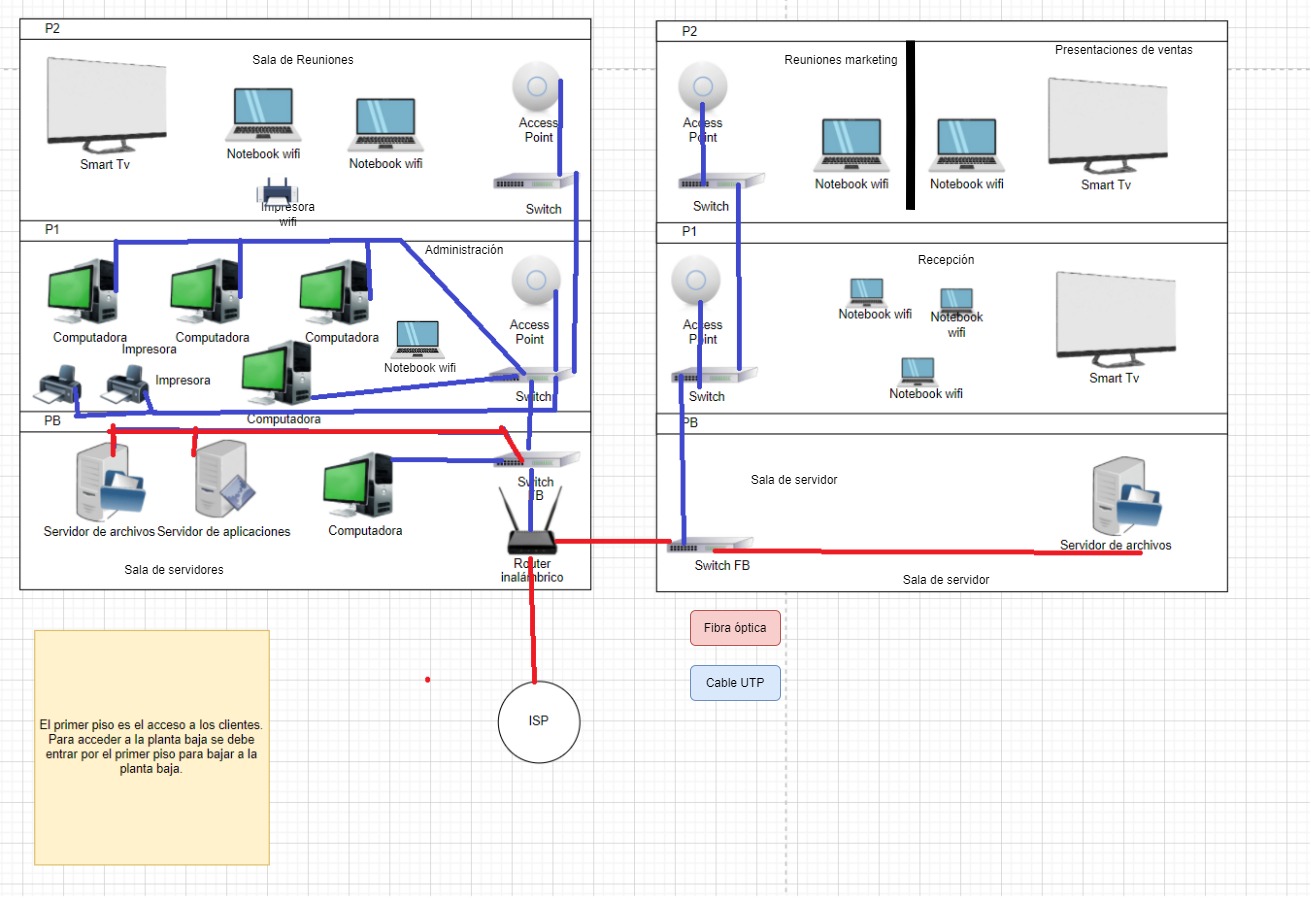 P2
Sala de Reuniones
Access
Point
Smart Tv
Notebook wifi
Notebook wifi
Impresora
wifi
Switch
P1
Administración
Computadora
Computadora
Computadora
Access
Point
Impresora
Impresora
Notebook wifi
Switch
Computadora
PB
Switch
FB
Servidor de archivos
Servidor de aplicaciones
Computadora
Router
inalámbrico
Sala de servidores
P2
Reuniones marketing
Presentaciones de ventas
Access
Point
Notebook wifi
Notebook wifi
Smart Tv
Switch
P1
Recepción
Access
Point
Notebook wifi
Notebook
wifi
Notebook wifi
Smart Tv
Switch
PB
Sala de servidor
Servidor de archivos
Switch FB
Sala de servidor
Fibra óptica
Cable UTP
ISP
El primer piso es el acceso a los clientes.
Para acceder a la planta baja se debe
entrar por el primer piso para bajar a la
planta baja.